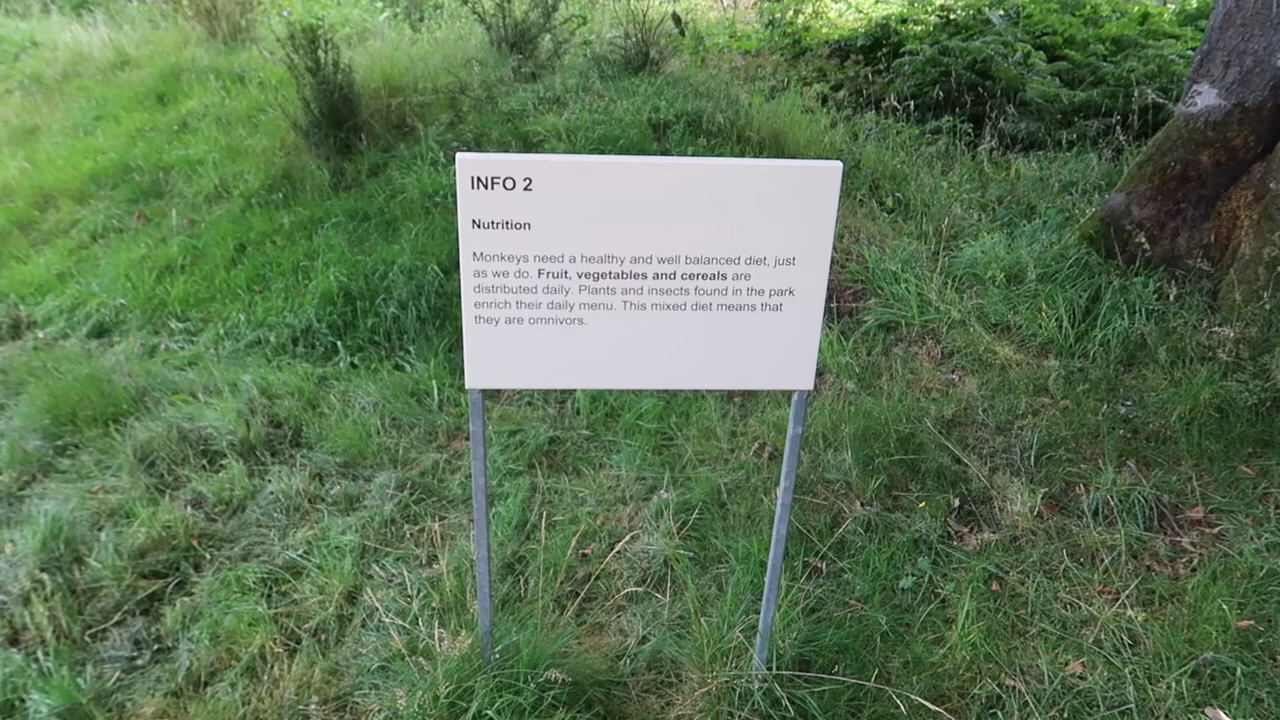 INFO 2
Nutrition
Monkeys need a healthy and well balanced diet, just
as we do. Fruit, vegetables and cereals are
distributed daily. Plants and insects found in the park
enrich their daily menu. This mixed diet means that
they are omnivors.